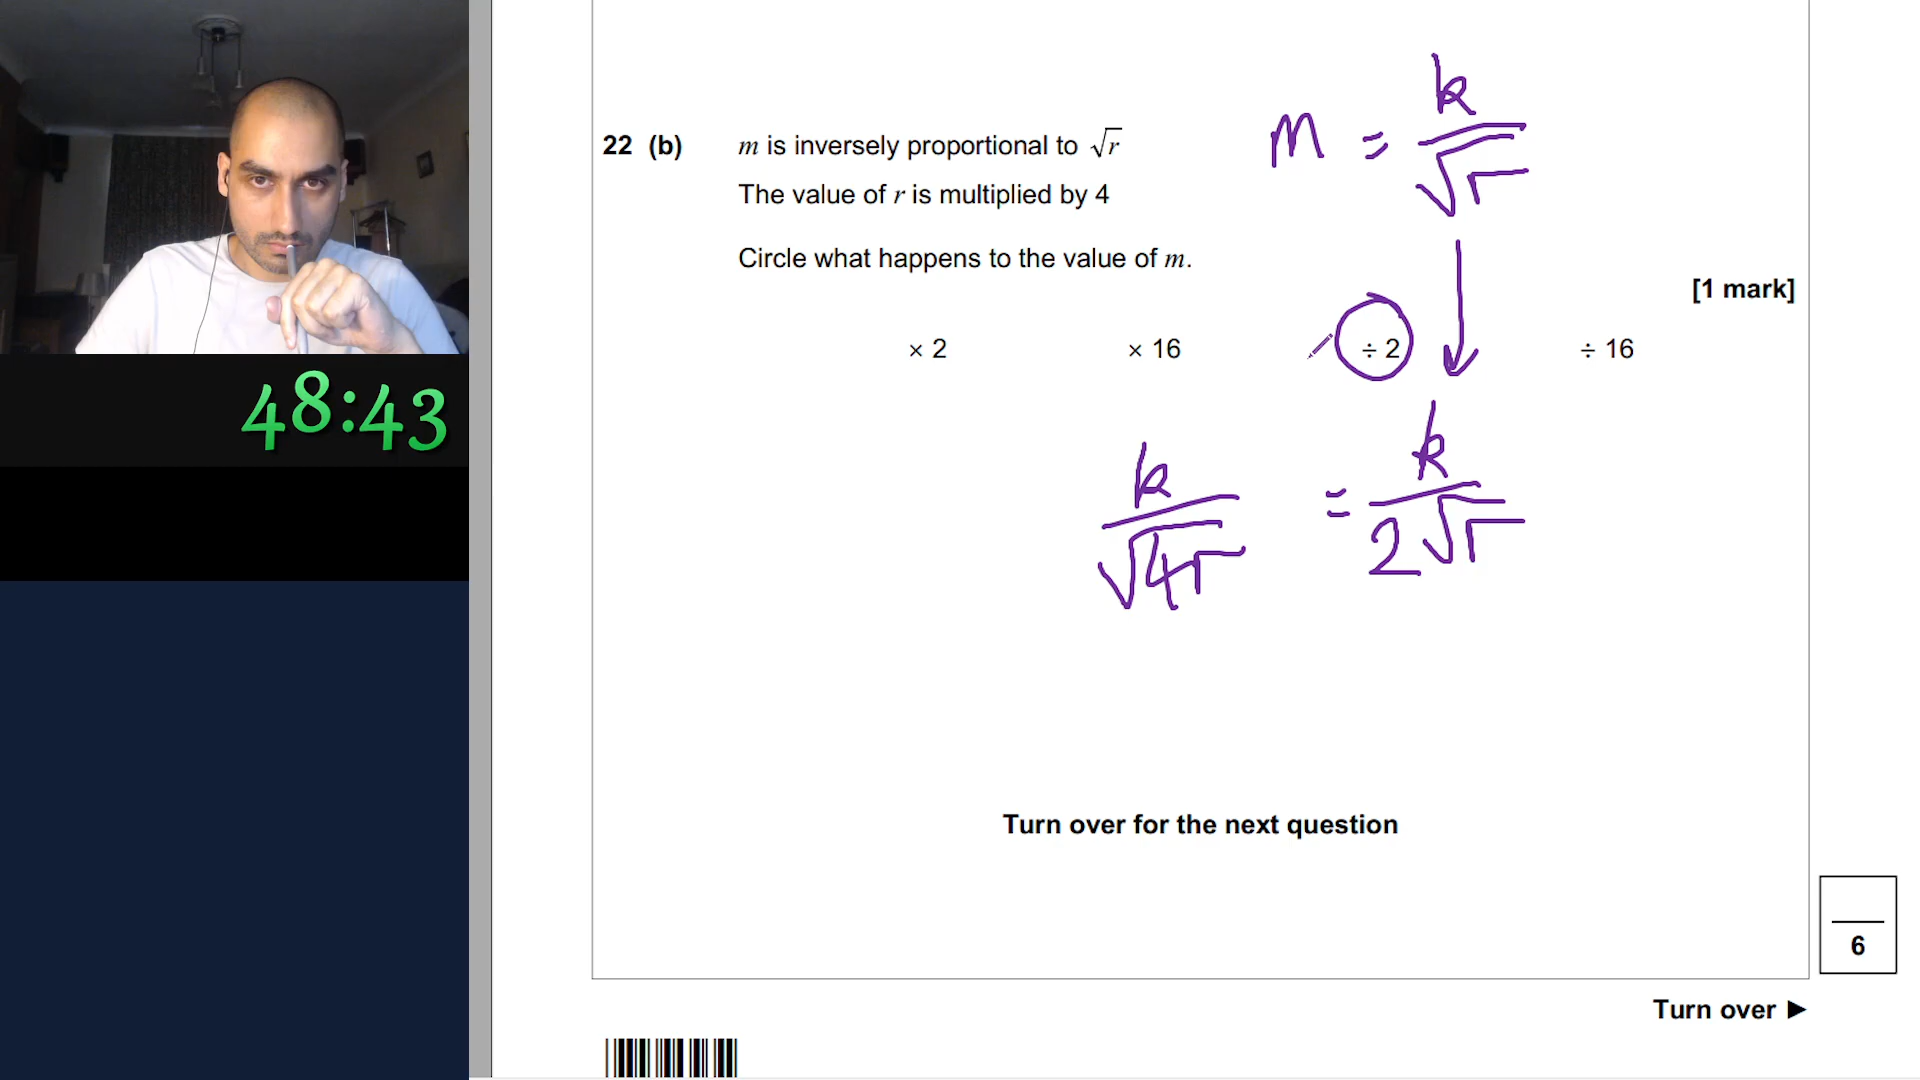 22 (b) m is inversely proportional to √r
The value of r is multiplied by 4
Circle what happens to the value of m.
[1 mark]
× 2 × 16 ÷ 2 ÷ 16
m = k/√r
k/√4r = k/2√r
48:43
Turn over for the next question
6
Turn over ►